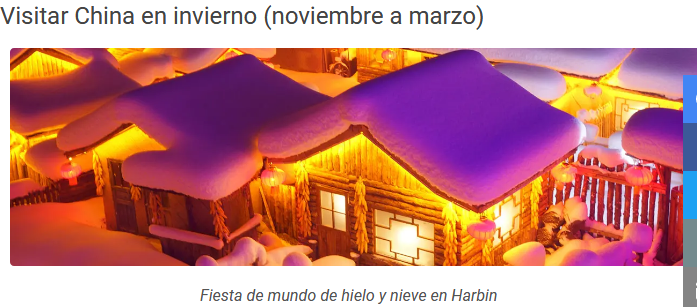 Visitar China en invierno (noviembre a marzo)
Fiesta de mundo de hielo y nieve en Harbin